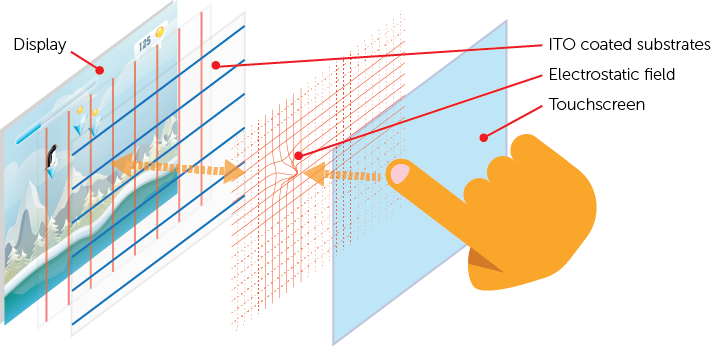 Display
125
ITO coated substrates
Electrostatic field
Touchscreen